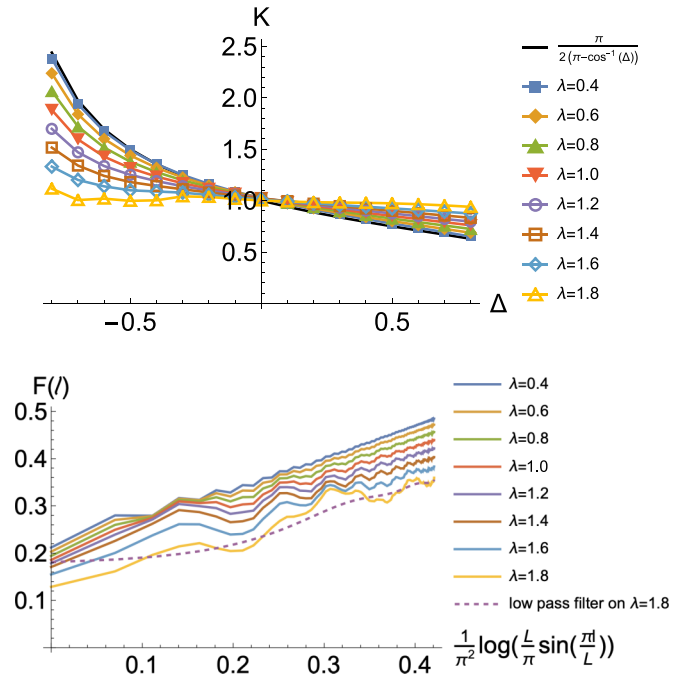 K
2.5
2.0
1.5
1.0
0.5
−0.5
0.5
Δ
π / 2(π−cos⁻¹(Δ))
λ=0.4
λ=0.6
λ=0.8
λ=1.0
λ=1.2
λ=1.4
λ=1.6
λ=1.8
F(l)
0.5
0.4
0.3
0.2
0.1
0.1
0.2
0.3
0.4
1/π² log(L/π sin(πl/L))
λ=0.4
λ=0.6
λ=0.8
λ=1.0
λ=1.2
λ=1.4
λ=1.6
λ=1.8
low pass filter on λ=1.8